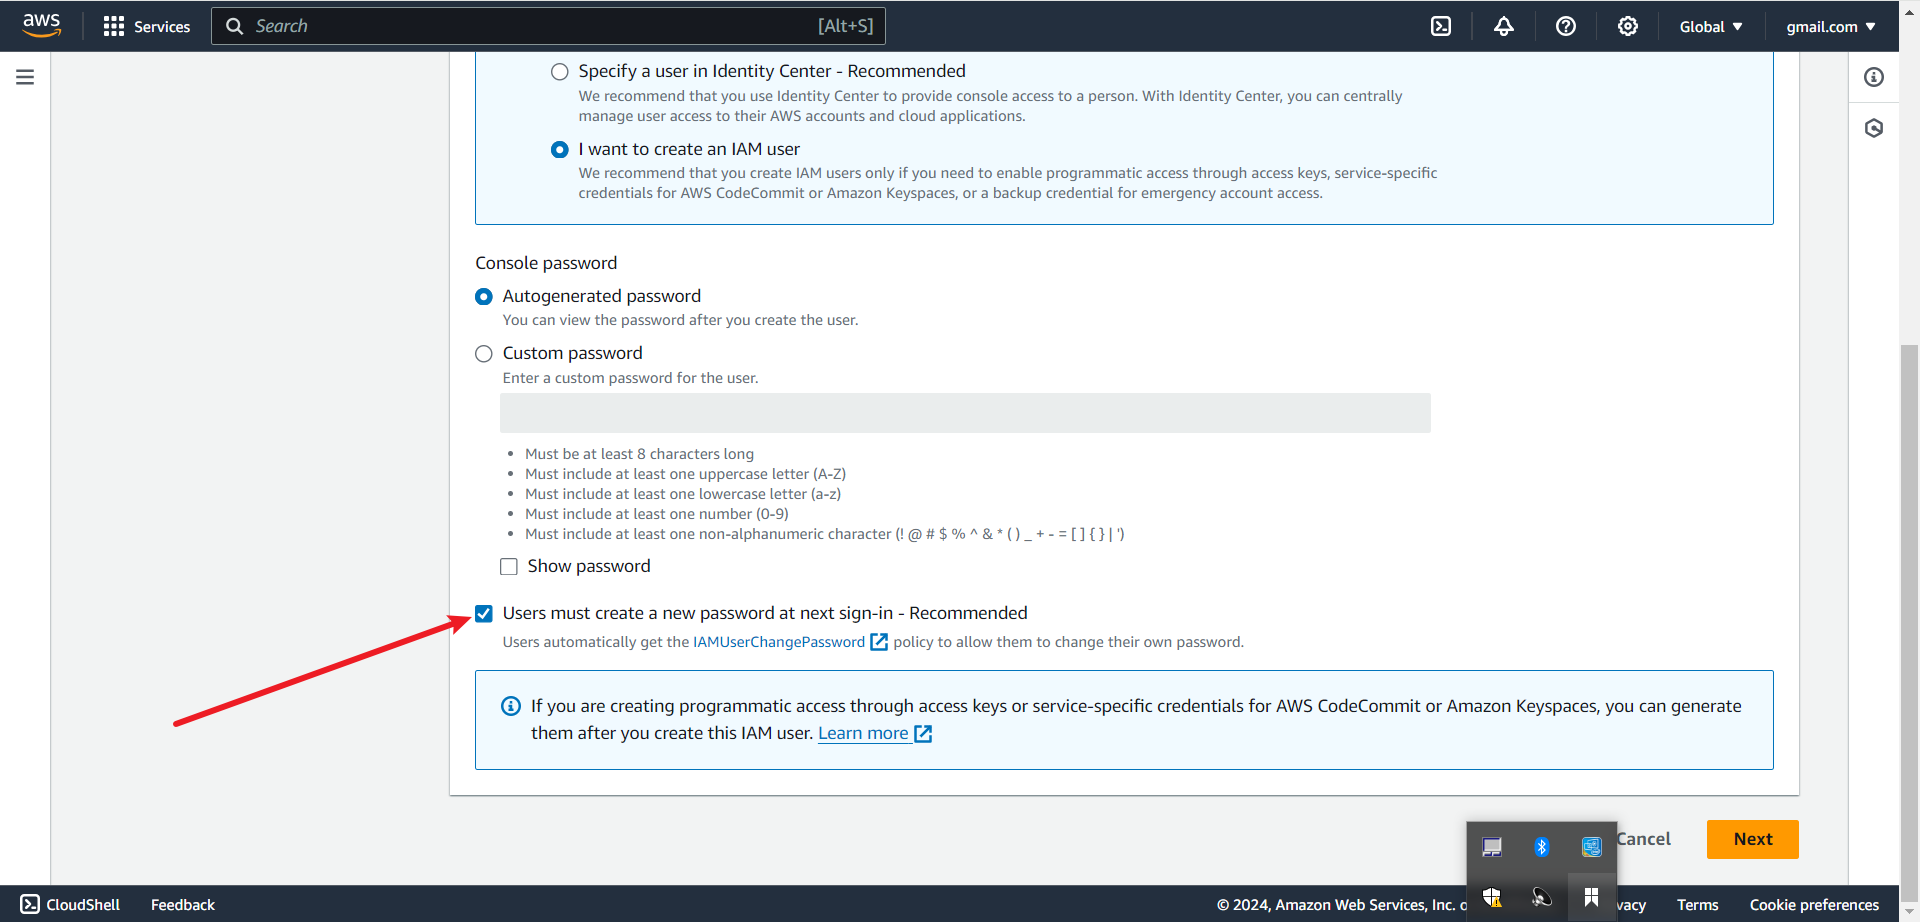 aws
Services
Search
[Alt+S]
Global
gmail.com
Specify a user in Identity Center - Recommended
We recommend that you use Identity Center to provide console access to a person. With Identity Center, you can centrally
manage user access to their AWS accounts and cloud applications.
I want to create an IAM user
We recommend that you create IAM users only if you need to enable programmatic access through access keys, service-specific
credentials for AWS CodeCommit or Amazon Keyspaces, or a backup credential for emergency account access.
Console password
Autogenerated password
You can view the password after you create the user.
Custom password
Enter a custom password for the user.
• Must be at least 8 characters long
• Must include at least one uppercase letter (A-Z)
• Must include at least one lowercase letter (a-z)
• Must include at least one number (0-9)
• Must include at least one non-alphanumeric character (! @ # $ % ^ & * ( ) _ + - = [ ] { } | ')
Show password
Users must create a new password at next sign-in - Recommended
Users automatically get the IAMUserChangePassword policy to allow them to change their own password.
If you are creating programmatic access through access keys or service-specific credentials for AWS CodeCommit or Amazon Keyspaces, you can generate
them after you create this IAM user. Learn more
Cancel
Next
CloudShell
Feedback
© 2024, Amazon Web Services, Inc. o
vacy
Terms
Cookie preferences